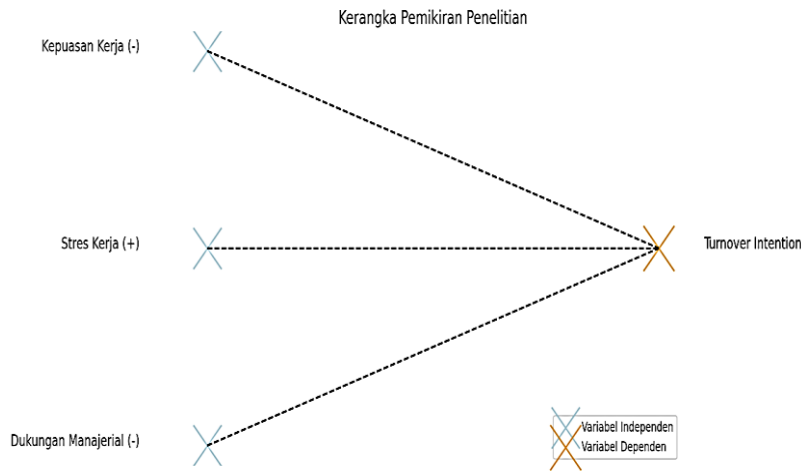 Kerangka Pemikiran Penelitian
Kepuasan Kerja (-)
Stres Kerja (+)
Turnover Intention
Dukungan Manajerial (-)
Variabel Independen
Variabel Dependen